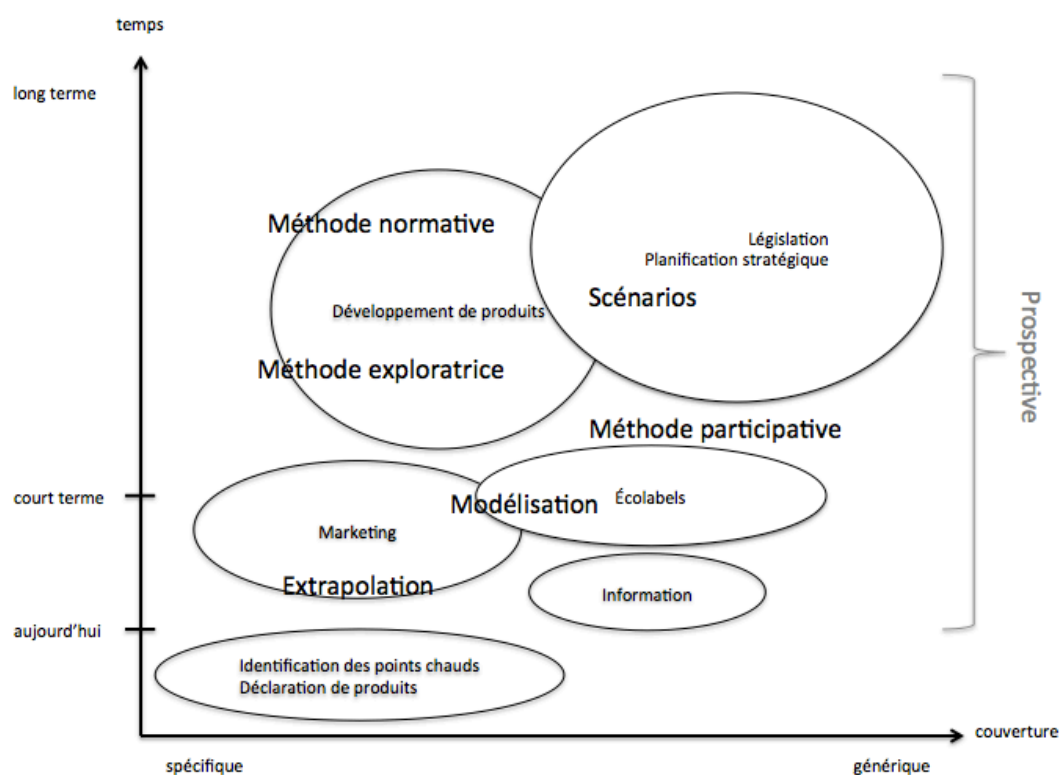 temps
long terme
Méthode normative
Législation
Planification stratégique
Scénarios
Développement de produits
Méthode exploratrice
Prospective
Méthode participative
court terme
Modélisation
Écolabels
Marketing
Extrapolation
Information
aujourd’hui
Identification des points chauds
Déclaration de produits
couverture
spécifique
générique